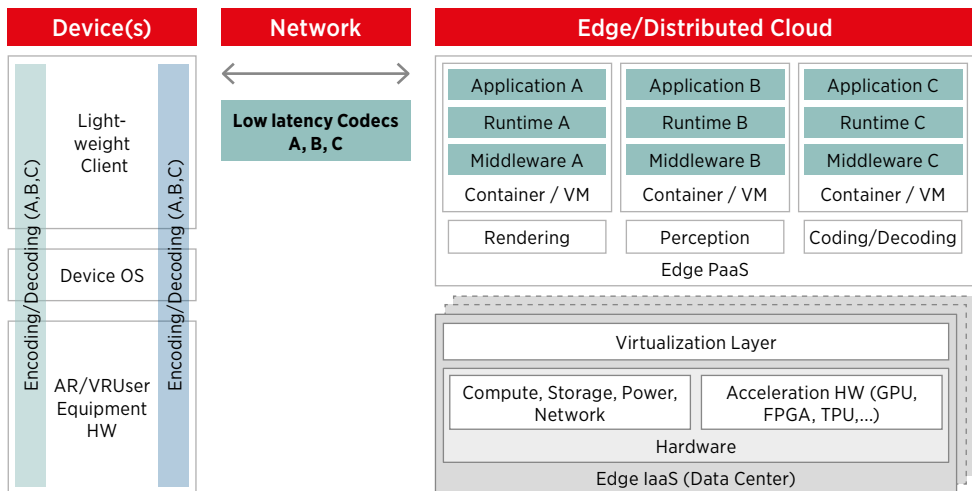 Device(s)
Network
Edge/Distributed Cloud
Light-
weight
Client
Device OS
AR/VRUser
Equipment
HW
Encoding/Decoding (A,B,C)
Encoding/Decoding (A,B,C)
Low latency Codecs
A, B, C
Application A
Runtime A
Middleware A
Container / VM
Application B
Runtime B
Middleware B
Container / VM
Application C
Runtime C
Middleware C
Container / VM
Rendering
Perception
Coding/Decoding
Edge PaaS
Virtualization Layer
Compute, Storage, Power,
Network
Acceleration HW (GPU,
FPGA, TPU,...)
Hardware
Edge IaaS (Data Center)